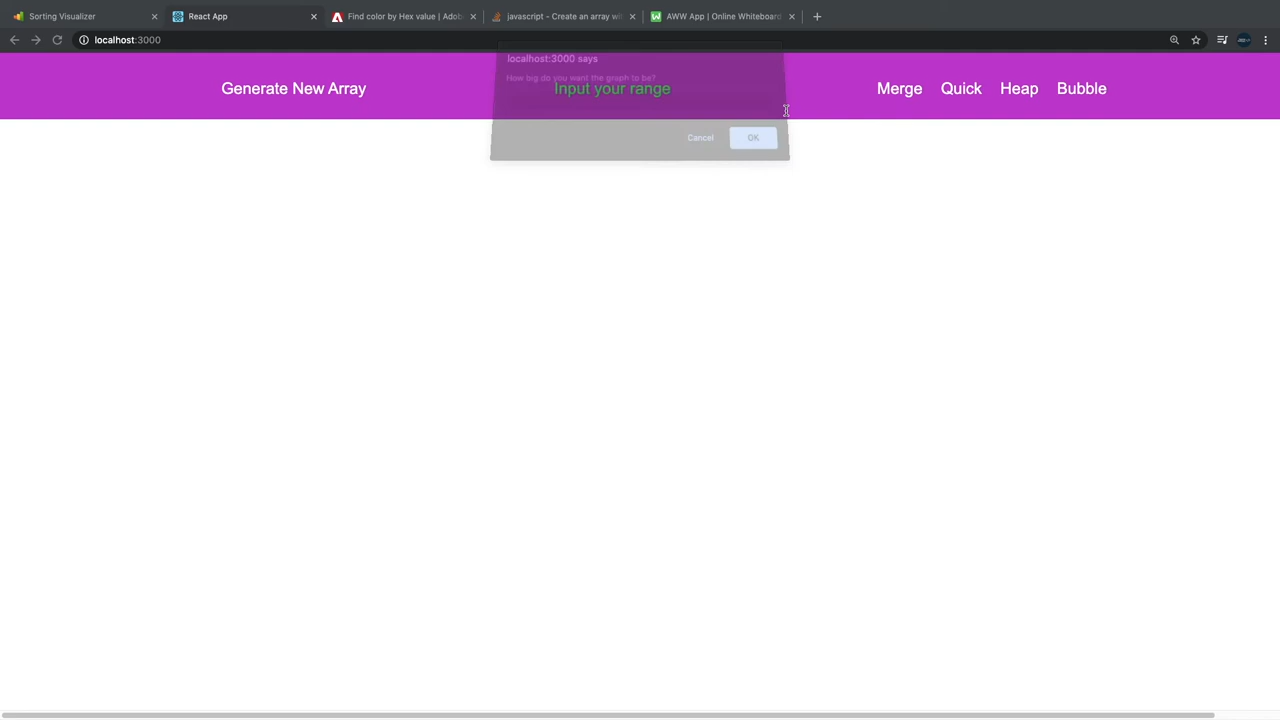 Sorting Visualizer
React App
Find color by Hex value | Adob
javascript - Create an array wi
AWW App | Online Whiteboard
localhost:3000
localhost:3000 says
How big do you want the graph to be?
Generate New Array
Input your range
Merge
Quick
Heap
Bubble
Cancel
OK